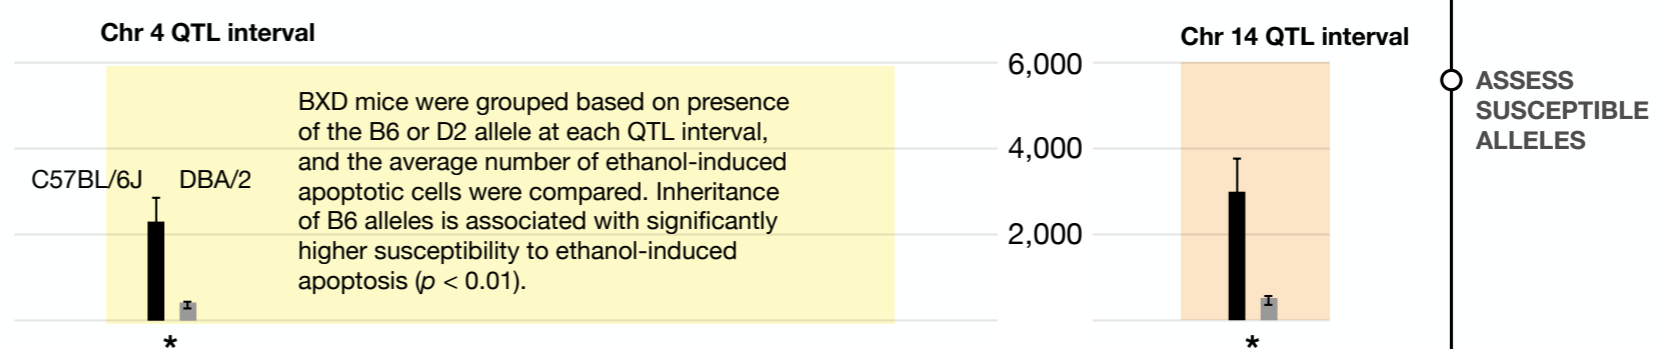 Chr 4 QTL interval
BXD mice were grouped based on presence
of the B6 or D2 allele at each QTL interval,
and the average number of ethanol-induced
apoptotic cells were compared. Inheritance
of B6 alleles is associated with significantly
higher susceptibility to ethanol-induced
apoptosis (p < 0.01).
C57BL/6J DBA/2
*
6,000
4,000
2,000
Chr 14 QTL interval
*
ASSESS
SUSCEPTIBLE
ALLELES